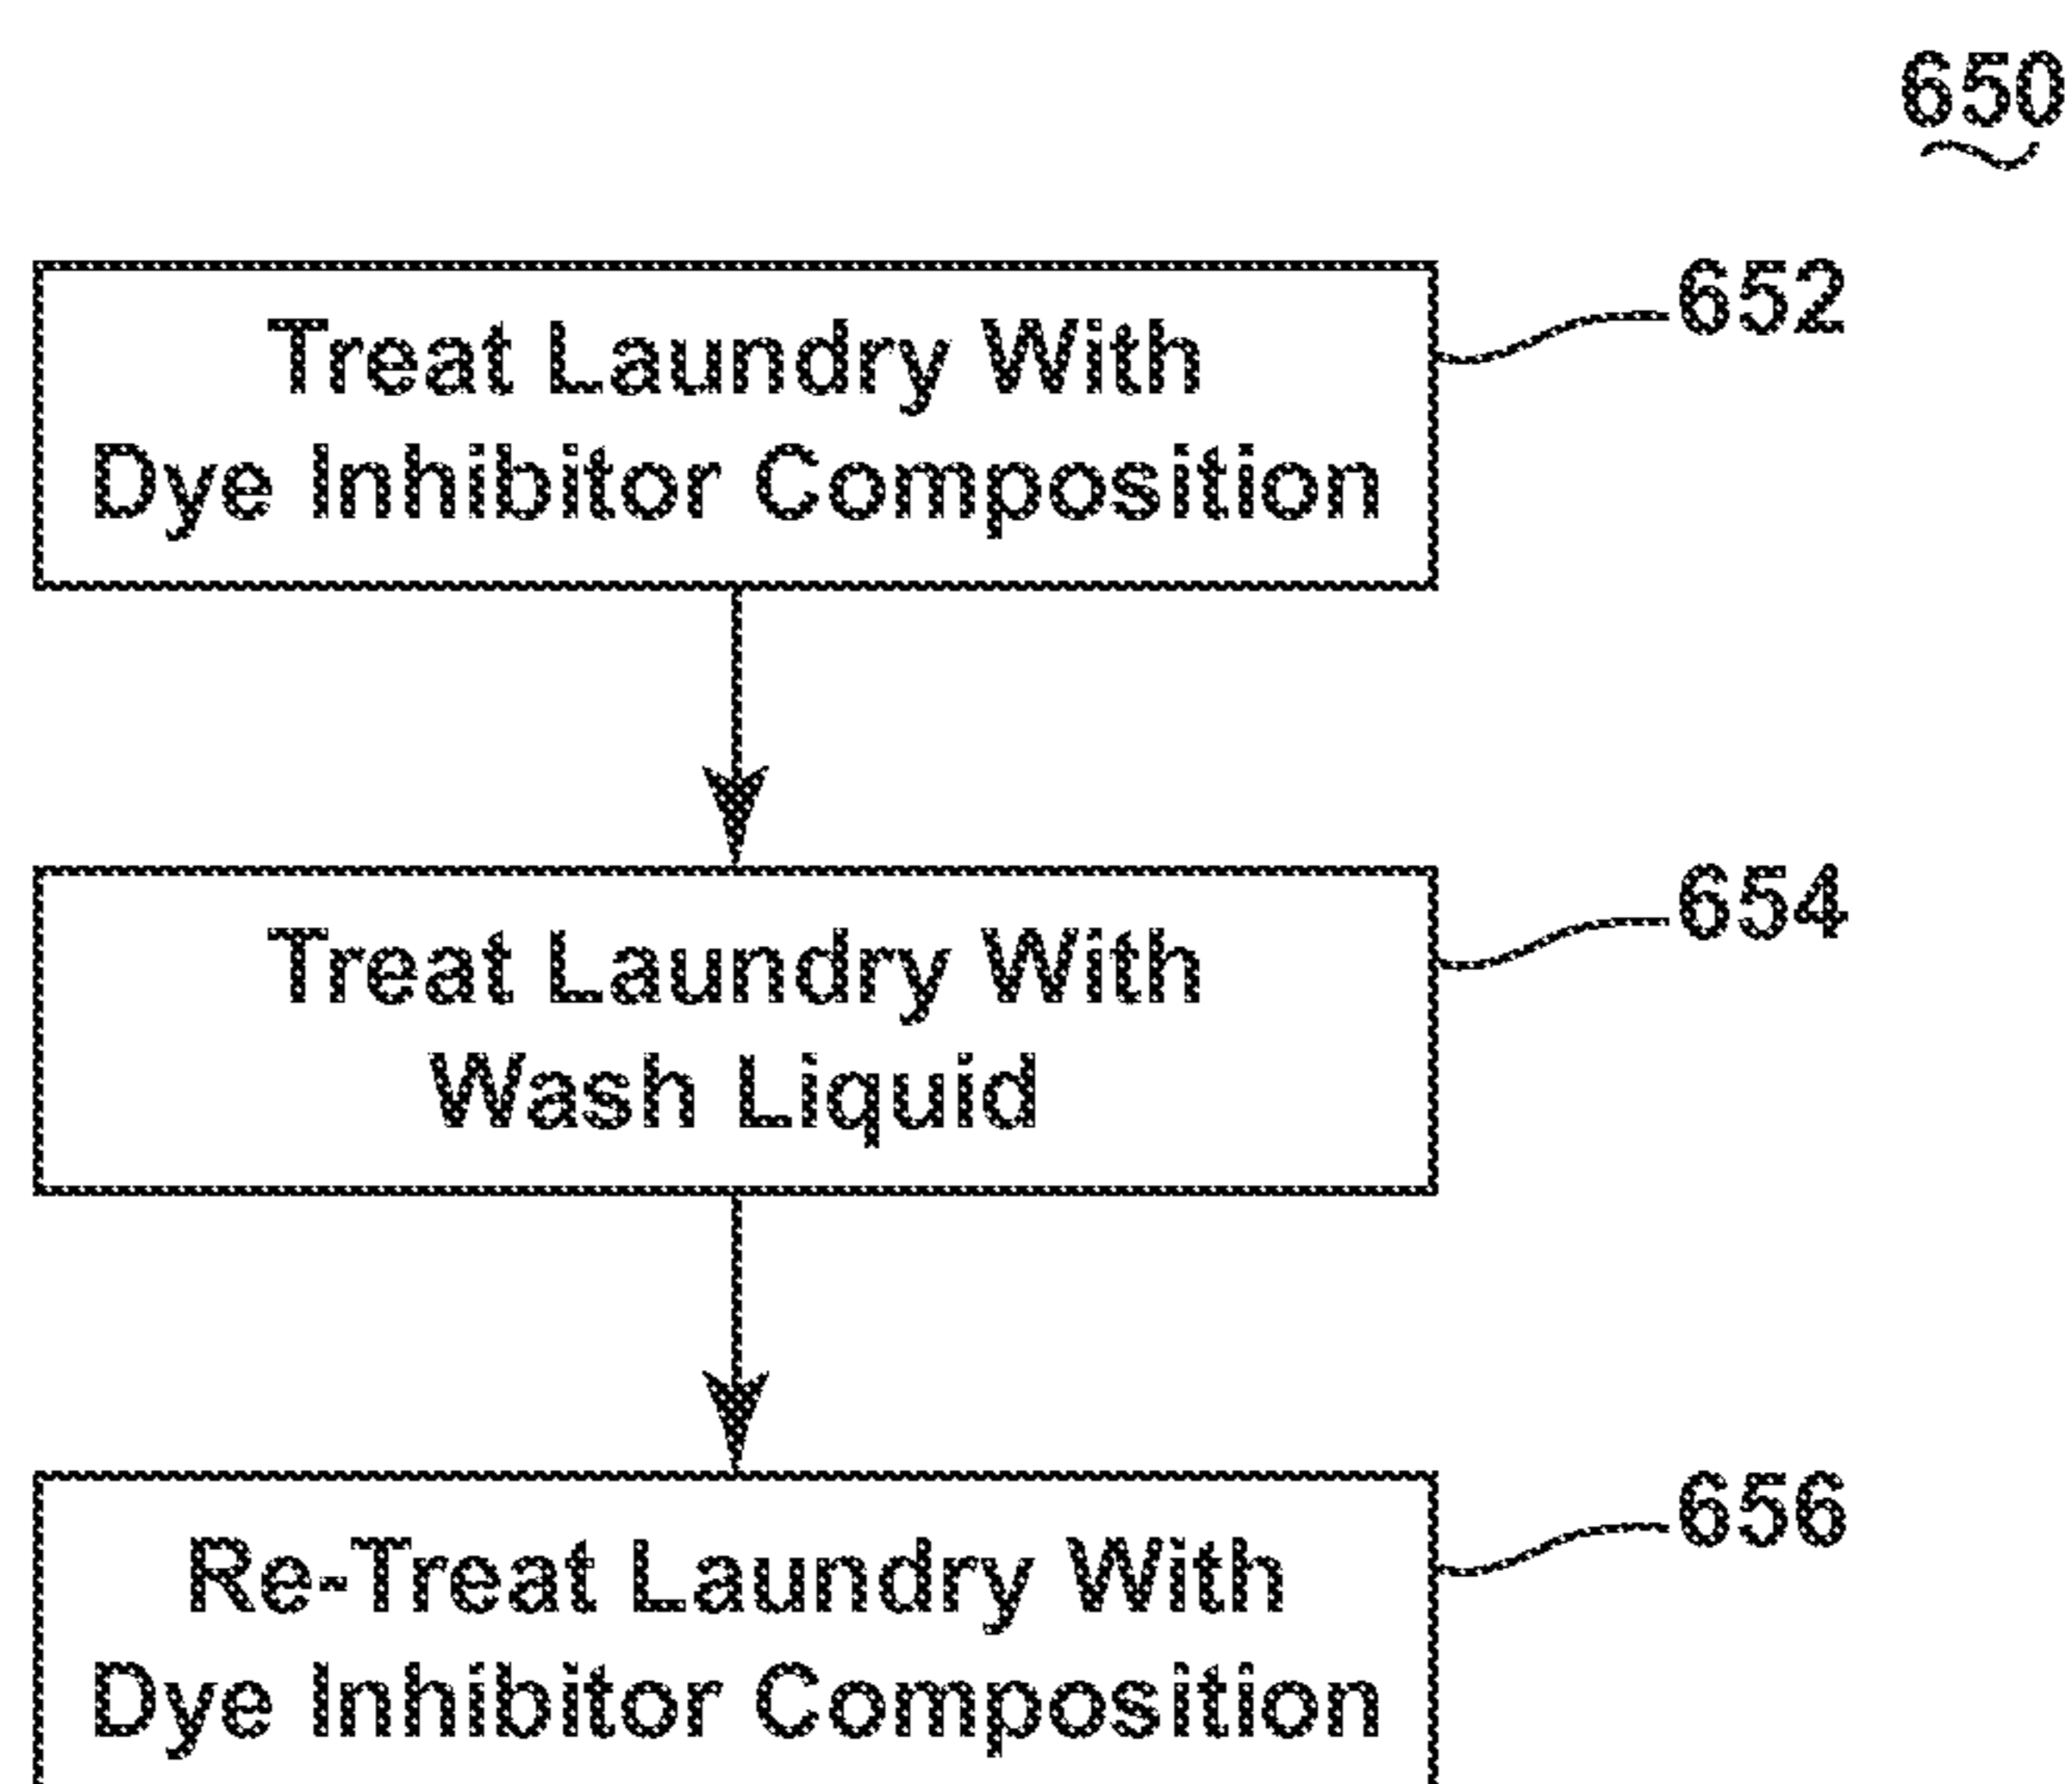 650
Treat Laundry With
Dye Inhibitor Composition
652
Treat Laundry With
Wash Liquid
654
Re-Treat Laundry With
Dye Inhibitor Composition
656